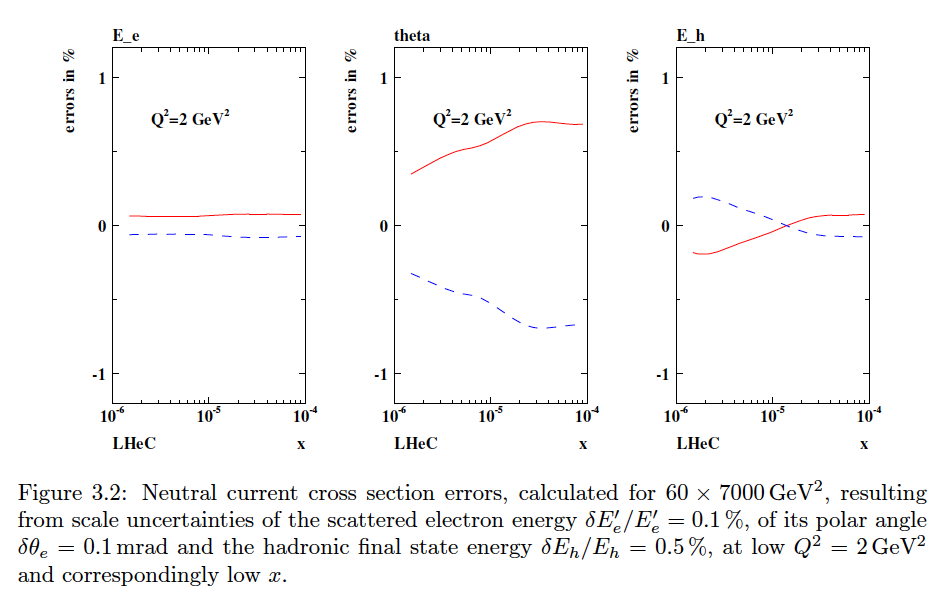 E_e
theta
E_h
errors in %
errors in %
errors in %
1
1
1
Q²=2 GeV²
Q²=2 GeV²
Q²=2 GeV²
0
0
0
-1
-1
-1
10⁻⁶ 10⁻⁵ 10⁻⁴
10⁻⁶ 10⁻⁵ 10⁻⁴
10⁻⁶ 10⁻⁵ 10⁻⁴
LHeC x
LHeC x
LHeC x
Figure 3.2: Neutral current cross section errors, calculated for 60 × 7000 GeV², resulting
from scale uncertainties of the scattered electron energy δE′ₑ/E′ₑ = 0.1 %, of its polar angle
δθₑ = 0.1 mrad and the hadronic final state energy δEₕ/Eₕ = 0.5 %, at low Q² = 2 GeV²
and correspondingly low x.